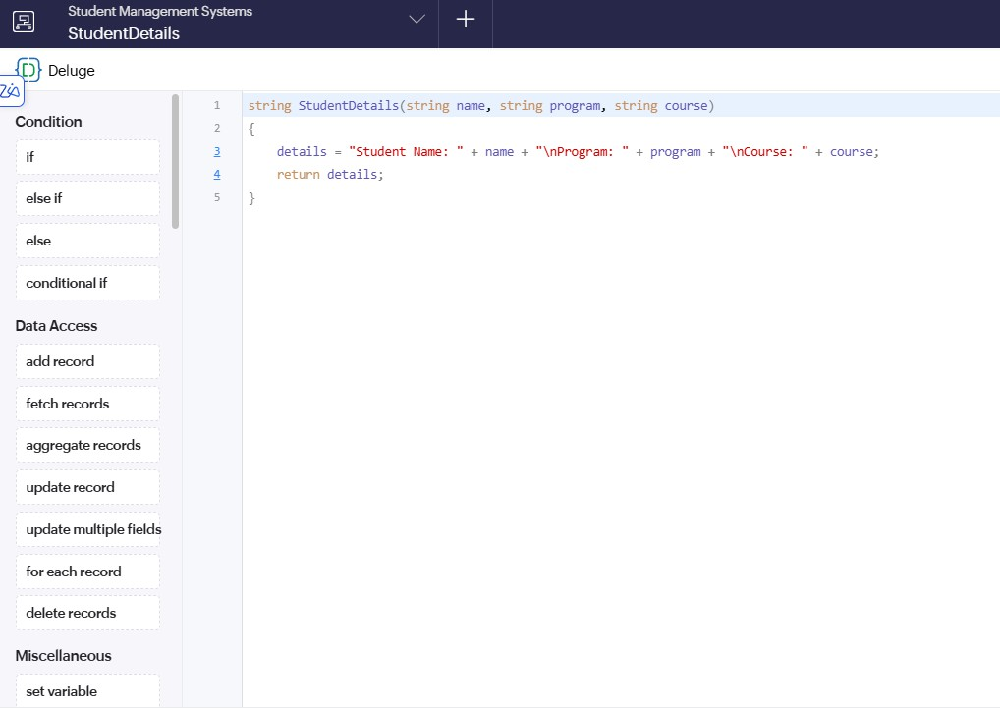 Student Management Systems
StudentDetails
Deluge
Zia
Condition
if
else if
else
conditional if
Data Access
add record
fetch records
aggregate records
update record
update multiple fields
for each record
delete records
Miscellaneous
set variable
1 string StudentDetails(string name, string program, string course)
2 {
3 details = "Student Name: " + name + "\nProgram: " + program + "\nCourse: " + course;
4 return details;
5 }